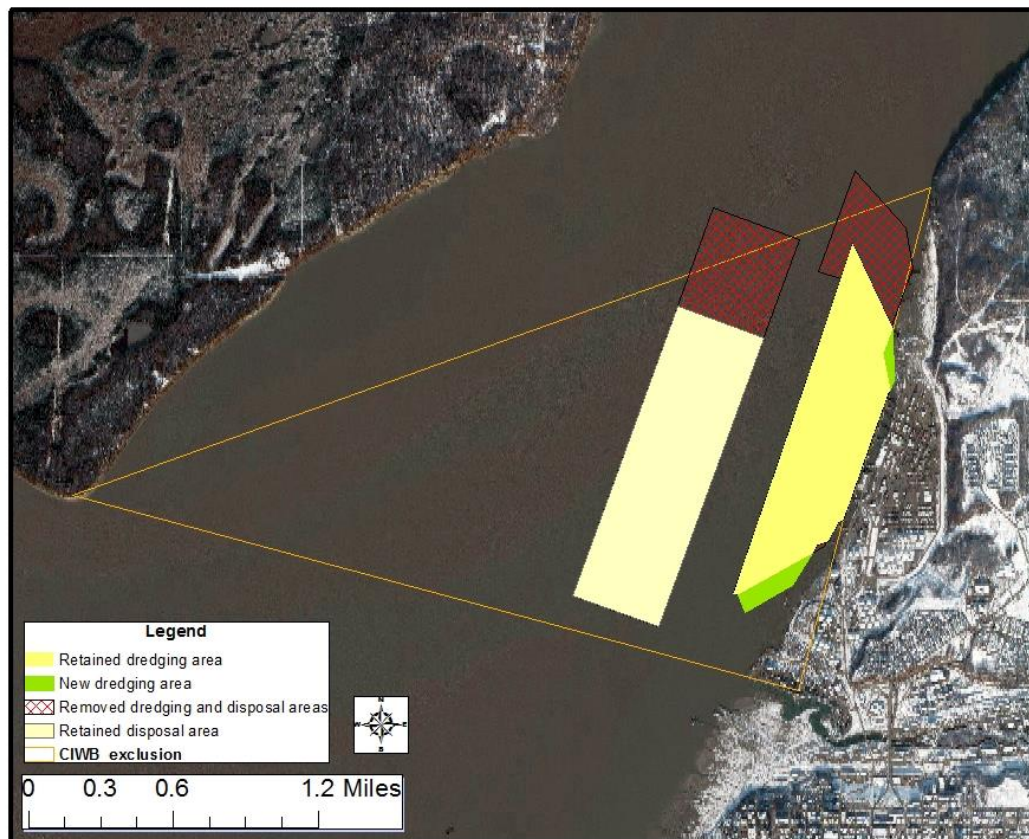 Legend
Retained dredging area
New dredging area
Removed dredging and disposal areas
Retained disposal area
CIWB exclusion
N
W E
S
0 0.3 0.6 1.2 Miles